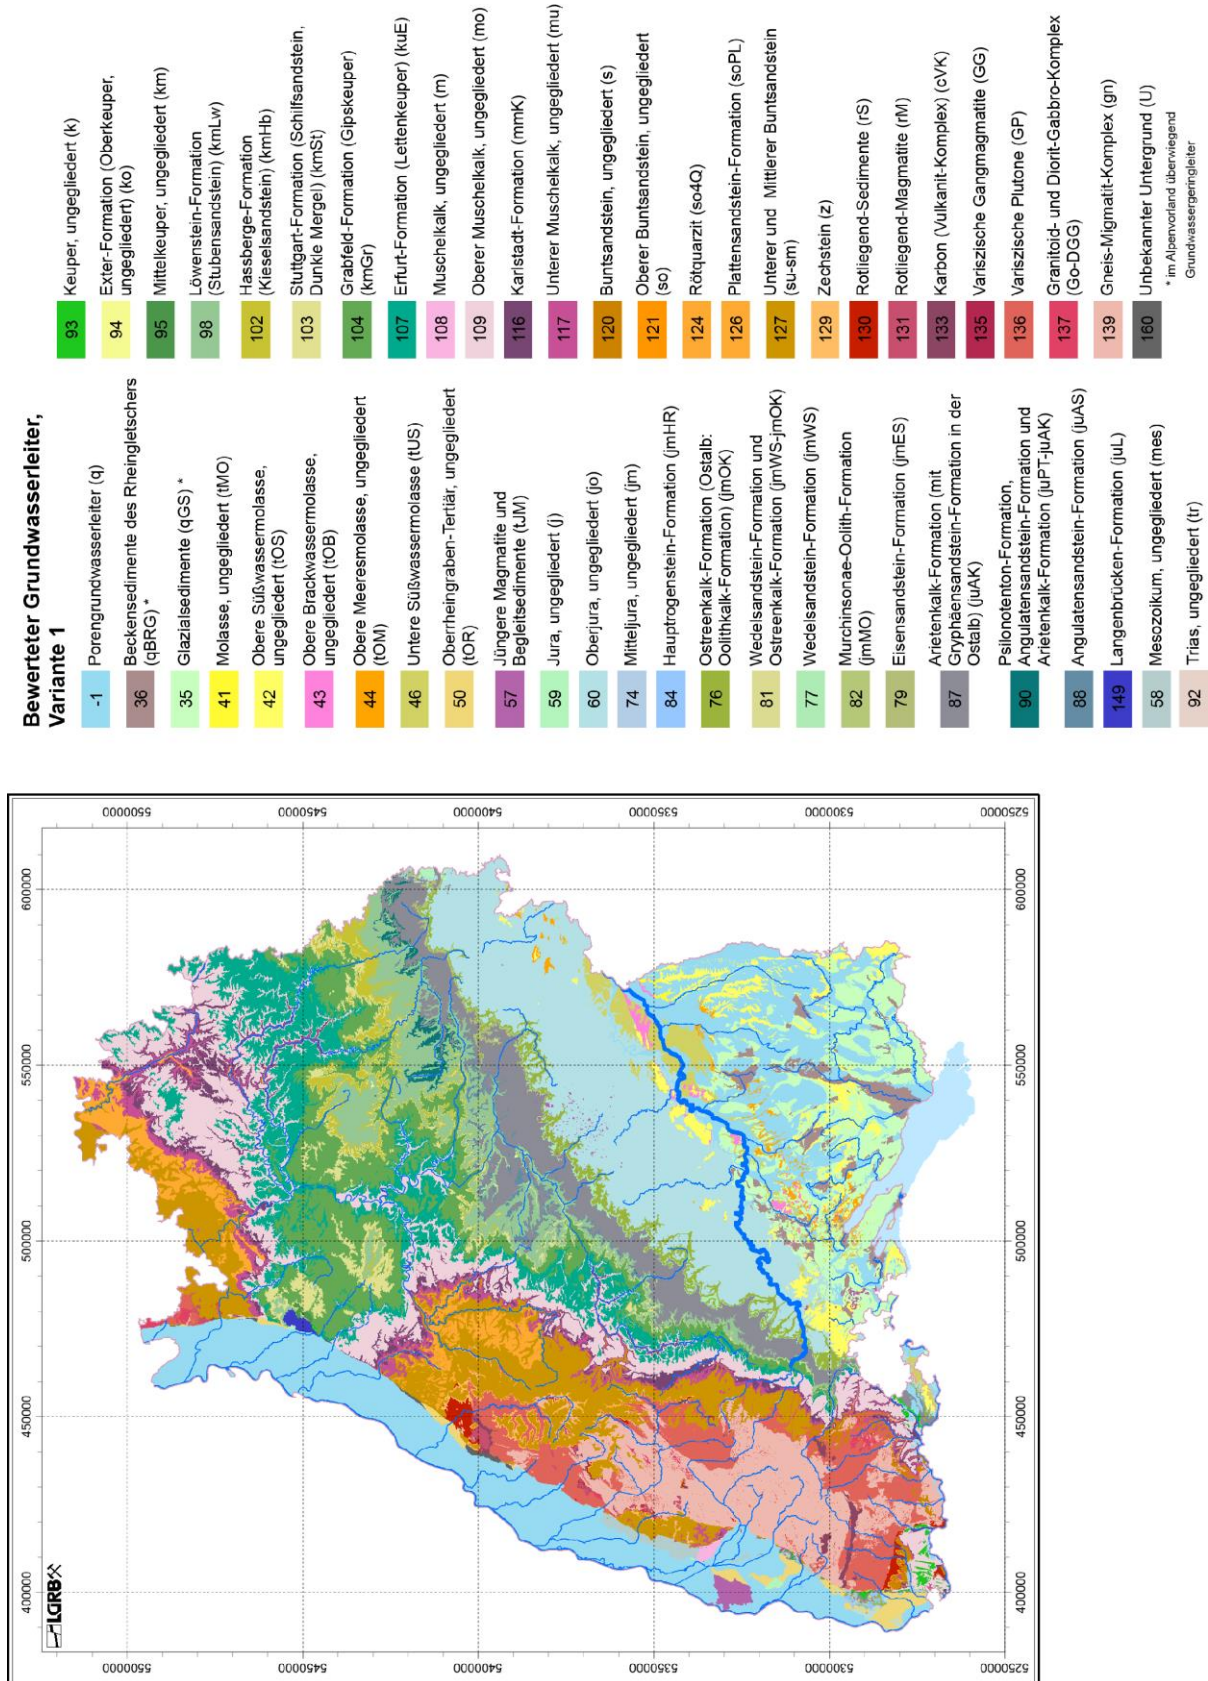 Bewerteter Grundwasserleiter,
Variante 1
-1 Porengrundwasserleiter (q)
36 Beckensedimente des Rheingletschers
(qBRG) *
35 Glazialsedimente (qGS) *
41 Molasse, ungegliedert (tMO)
42 Obere Süßwassermolasse,
ungegliedert (tOS)
43 Obere Brackwassermolasse,
ungegliedert (tOB)
44 Obere Meeresmolasse, ungegliedert
(tOM)
46 Untere Süßwassermolasse (tUS)
50 Oberrheingraben-Tertiär, ungegliedert
(tOR)
57 Jüngere Magmatite und
Begleitsedimente (tJM)
59 Jura, ungegliedert (j)
60 Oberjura, ungegliedert (jo)
74 Mitteljura, ungegliedert (jm)
84 Hauptrogenstein-Formation (jmHR)
76 Ostreenkalk-Formation (Ostalb:
Oolithkalk-Formation) (jmOK)
81 Wedelsandstein-Formation und
Ostreenkalk-Formation (jmWS-jmOK)
77 Wedelsandstein-Formation (jmWS)
82 Murchinsonae-Oolith-Formation
(jmMO)
79 Eisensandstein-Formation (jmES)
87 Arietenkalk-Formation (mit
Gryphäensandstein-Formation in der
Ostalb) (juAK)
90 Psilonoten­ton-Formation,
Angulatensandstein-Formation und
Arietenkalk-Formation (juPT-juAK)
88 Angulatensandstein-Formation (juAS)
149 Langenbrücken-Formation (juL)
58 Mesozoikum, ungegliedert (mes)
92 Trias, ungegliedert (tr)
93 Keuper, ungegliedert (k)
94 Exter-Formation (Oberkeuper,
ungegliedert) (ko)
95 Mittelkeuper, ungegliedert (km)
98 Löwenstein-Formation
(Stubensandstein) (kmLw)
102 Hassberge-Formation
(Kieselsandstein) (kmHb)
103 Stuttgart-Formation (Schilfsandstein,
Dunkle Mergel) (kmSt)
104 Grabfeld-Formation (Gipskeuper)
(kmGr)
107 Erfurt-Formation (Lettenkeuper) (kuE)
108 Muschelkalk, ungegliedert (m)
109 Oberer Muschelkalk, ungegliedert (mo)
116 Karlstadt-Formation (mmK)
117 Unterer Muschelkalk, ungegliedert (mu)
120 Buntsandstein, ungegliedert (s)
121 Oberer Buntsandstein, ungegliedert
(so)
124 Rötquarzit (so4Q)
126 Plattensandstein-Formation (soPL)
127 Unterer und Mittlerer Buntsandstein
(su-sm)
129 Zechstein (z)
130 Rotliegend-Sedimente (rS)
131 Rotliegend-Magmatite (rM)
133 Karbon (Vulkanit-Komplex) (cVK)
135 Variszische Gangmagmatite (GG)
136 Variszische Plutone (GP)
137 Granitoid- und Diorit-Gabbro-Komplex
(Go-DGG)
139 Gneis-Migmatit-Komplex (gn)
160 Unbekannter Untergrund (U)
* im Alpenvorland überwiegend
Grundwassergeringleiter
LGRB
400000 450000 500000 550000 600000
5500000
5450000
5400000
5350000
5300000
5250000
5500000
5450000
5400000
5350000
5300000
5250000
400000 450000 500000 550000 600000